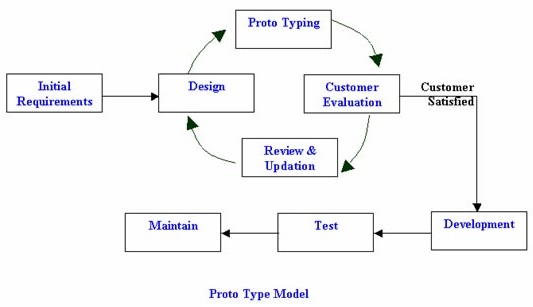 Proto Typing
Initial
Requirements
Design
Customer
Evaluation
Customer
Satisfied
Review &
Updation
Maintain
Test
Development
Proto Type Model